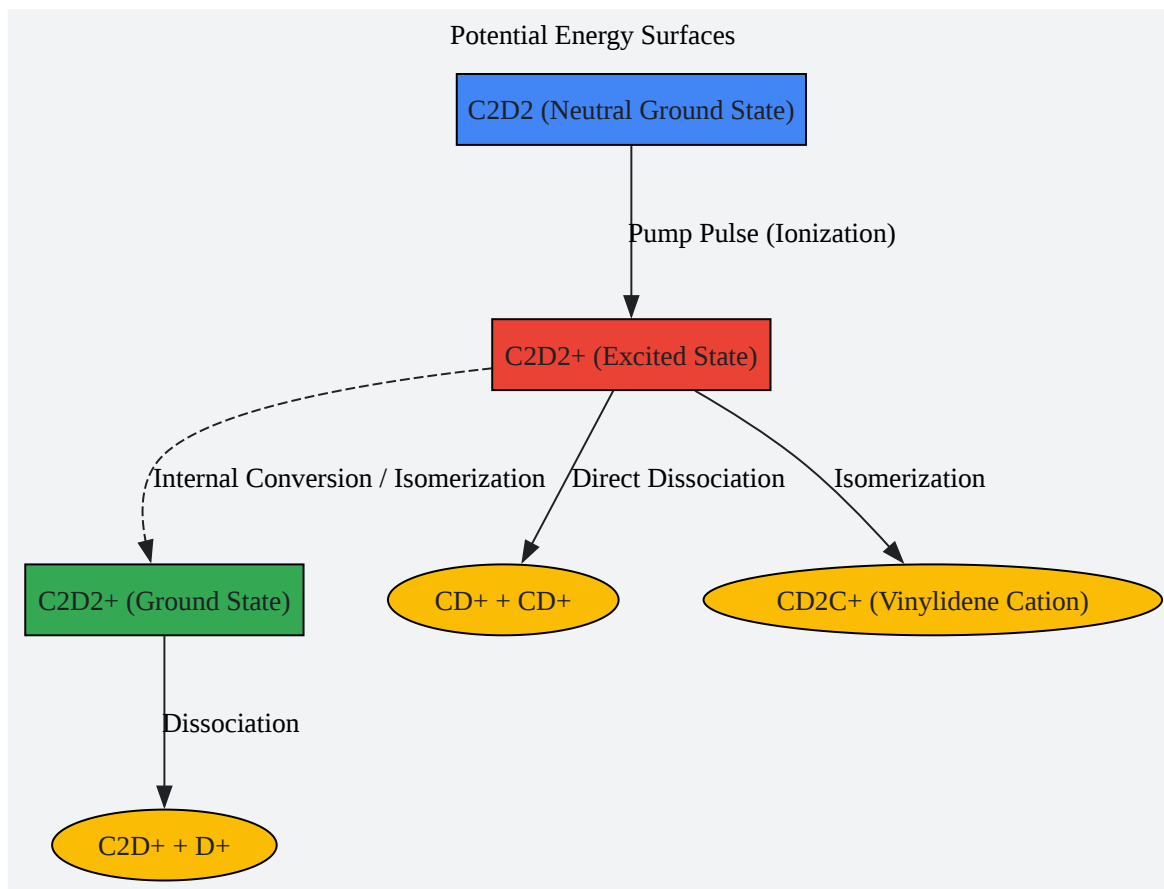 Potential Energy Surfaces
C2D2 (Neutral Ground State)
Pump Pulse (Ionization)
C2D2+ (Excited State)
Internal Conversion / Isomerization
Direct Dissociation
Isomerization
C2D2+ (Ground State)
CD+ + CD+
CD2C+ (Vinylidene Cation)
Dissociation
C2D+ + D+